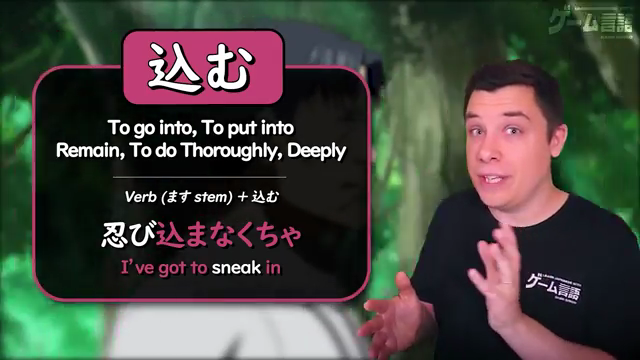 ゲーム言語
込む
To go into, To put into
Remain, To do Thoroughly, Deeply
Verb (ます stem) + 込む
忍び込まなくちゃ
I've got to sneak in
ゲーム言語